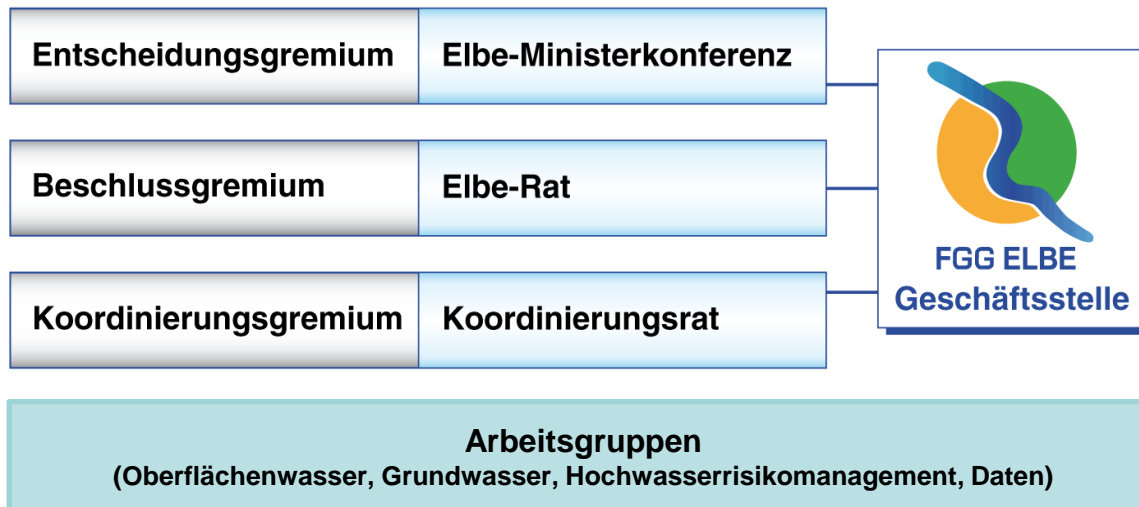 Entscheidungsgremium Elbe-Ministerkonferenz
Beschlussgremium Elbe-Rat
Koordinierungsgremium Koordinierungsrat
FGG ELBE
Geschäftsstelle
Arbeitsgruppen
(Oberflächenwasser, Grundwasser, Hochwasserrisikomanagement, Daten)